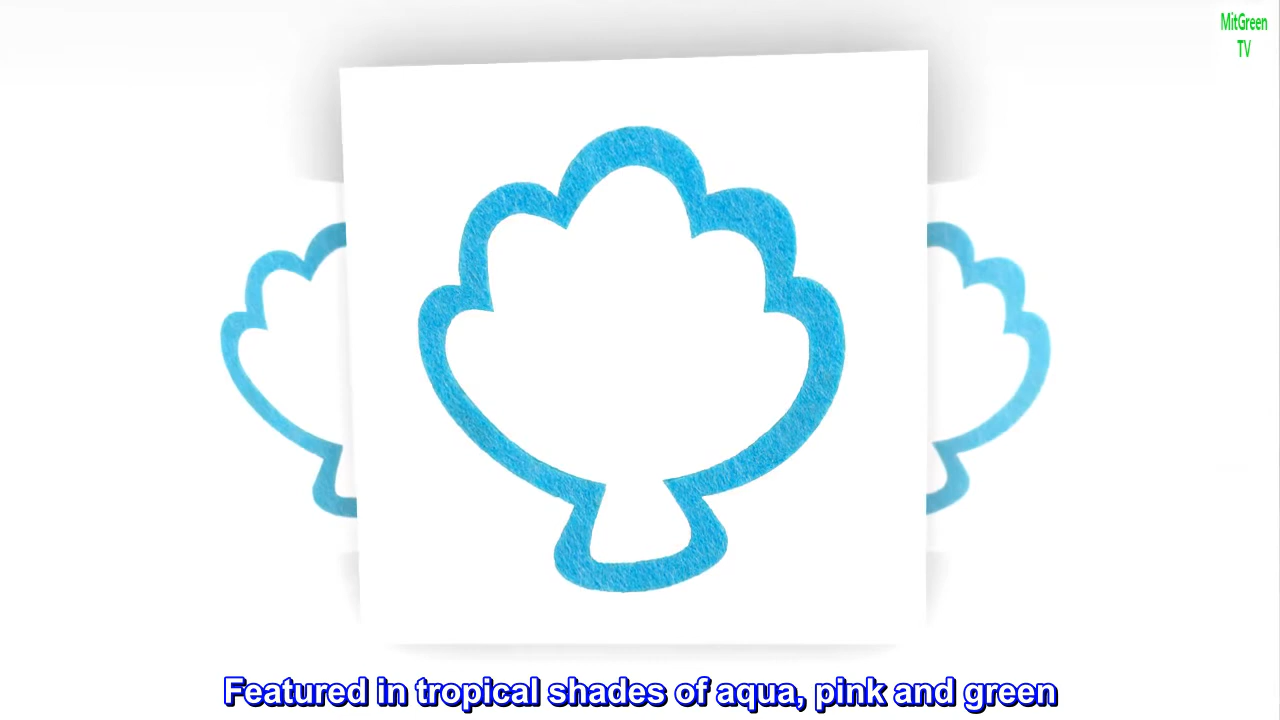 MitGreen
TV
Featured in tropical shades of aqua, pink and green